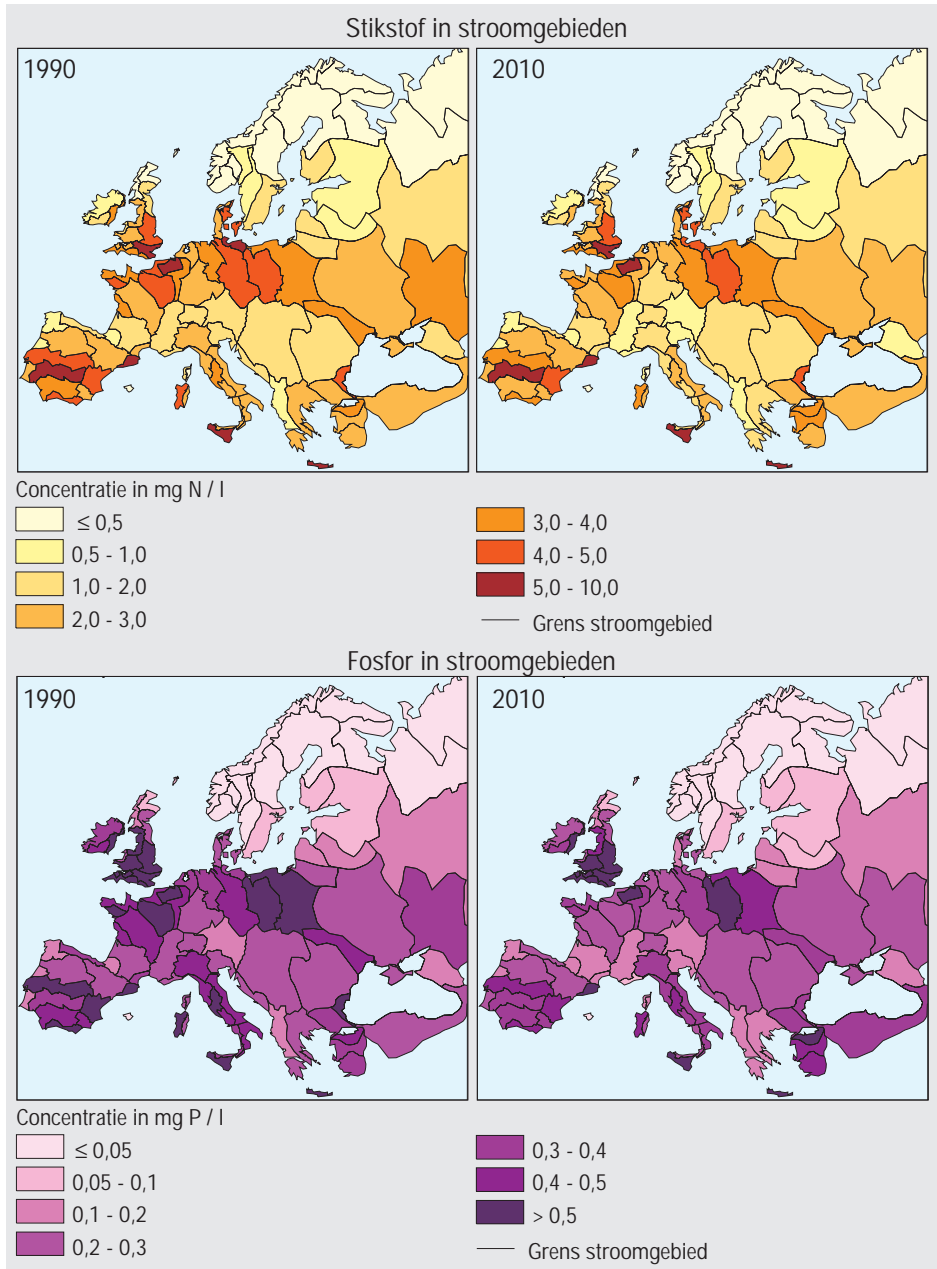 Stikstof in stroomgebieden
1990
2010
Concentratie in mg N / l
≤ 0,5
0,5 - 1,0
1,0 - 2,0
2,0 - 3,0
3,0 - 4,0
4,0 - 5,0
5,0 - 10,0
Grens stroomgebied
Fosfor in stroomgebieden
1990
2010
Concentratie in mg P / l
≤ 0,05
0,05 - 0,1
0,1 - 0,2
0,2 - 0,3
0,3 - 0,4
0,4 - 0,5
> 0,5
Grens stroomgebied